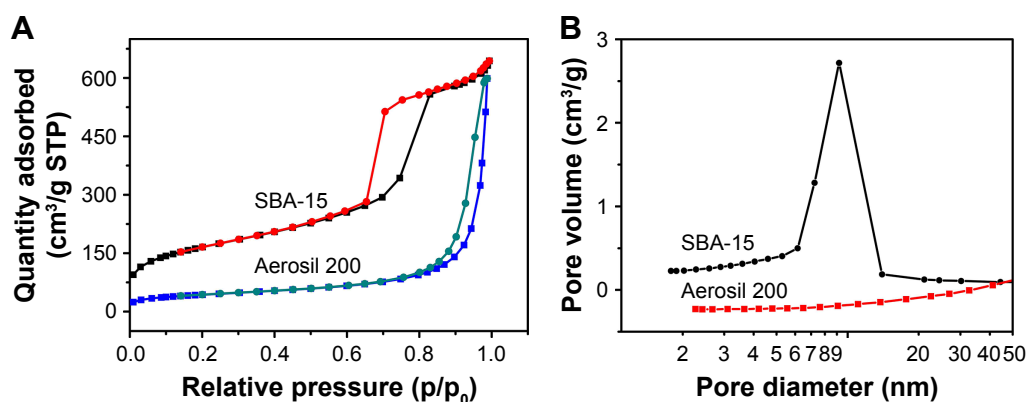 A
Quantity adsorbed
(cm³/g STP)
600
450
300
150
0
SBA-15
Aerosil 200
0.0
0.2
0.4
0.6
0.8
1.0
Relative pressure (p/p₀)
B
Pore volume (cm³/g)
3
2
1
0
SBA-15
Aerosil 200
2
3
4
5
6
7
8
9
20
30
40
50
Pore diameter (nm)